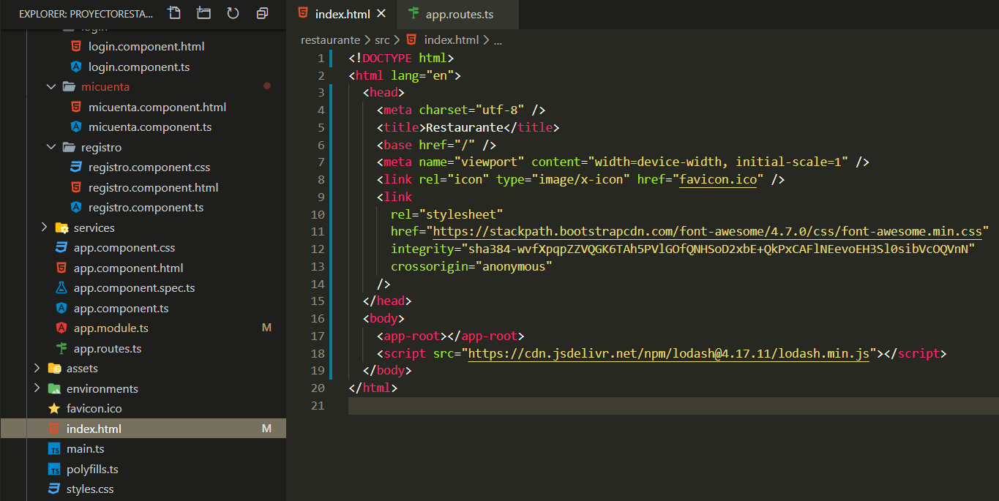 EXPLORER: PROYECTORESTA...
login
login.component.html
login.component.ts
micuenta
micuenta.component.html
micuenta.component.ts
registro
registro.component.css
registro.component.html
registro.component.ts
services
app.component.css
app.component.html
app.component.spec.ts
app.component.ts
app.module.ts M
app.routes.ts
assets
environments
favicon.ico
index.html M
main.ts
polyfills.ts
styles.css
index.html app.routes.ts
restaurante > src > index.html > ...
1 <!DOCTYPE html>
2 <html lang="en">
3 <head>
4 <meta charset="utf-8" />
5 <title>Restaurante</title>
6 <base href="/" />
7 <meta name="viewport" content="width=device-width, initial-scale=1" />
8 <link rel="icon" type="image/x-icon" href="favicon.ico" />
9 <link
10 rel="stylesheet"
11 href="https://stackpath.bootstrapcdn.com/font-awesome/4.7.0/css/font-awesome.min.css"
12 integrity="sha384-wvfXpqpZZVQGK6TAh5PVlGOfQNHSoD2xbE+QkPxCAFlNEevoEH3Sl0sibVcOQVnN"
13 crossorigin="anonymous"
14 />
15 </head>
16 <body>
17 <app-root></app-root>
18 <script src="https://cdn.jsdelivr.net/npm/lodash@4.17.11/lodash.min.js"></script>
19 </body>
20 </html>
21